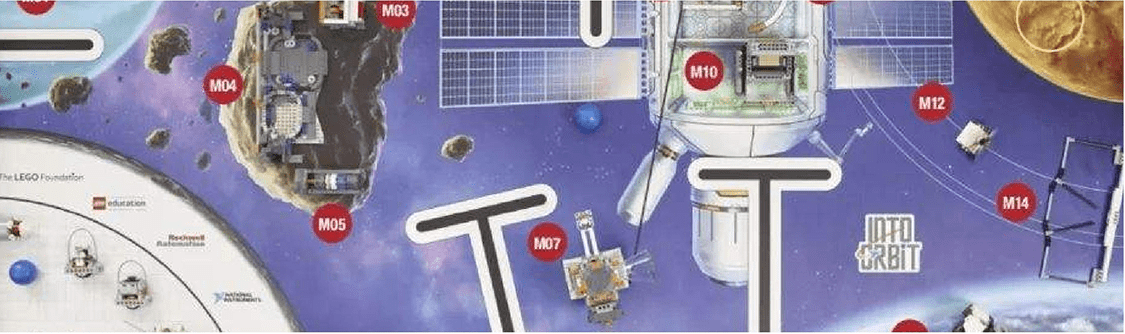 M03
M04
M10
M12
The LEGO Foundation
education
Rockwell
Automation
M05
M14
M07
INTO
ORBIT
NATIONAL
INSTRUMENTS